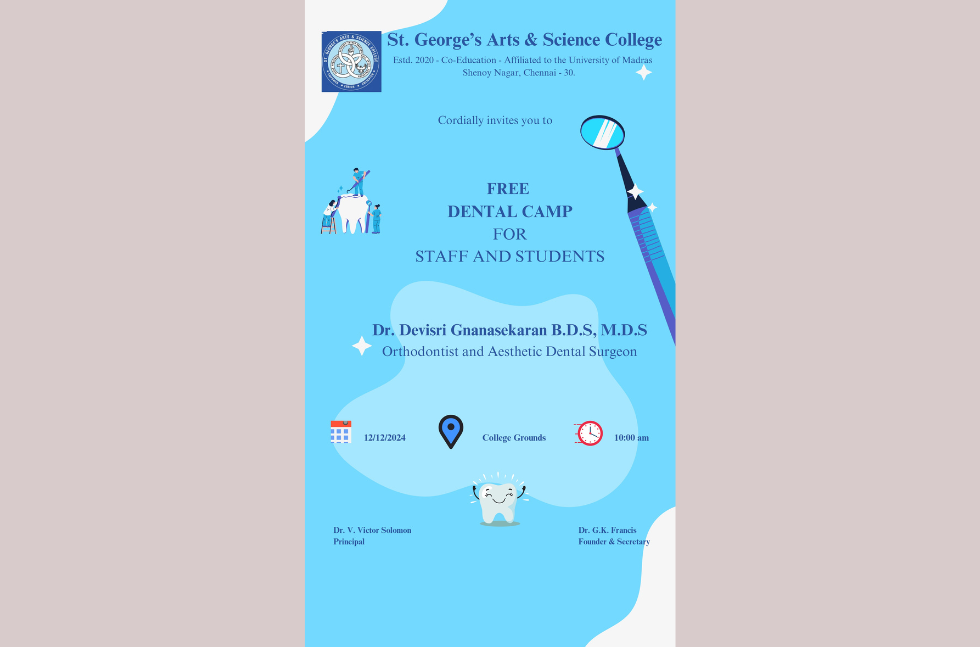 St. George's Arts & Science College
Estd. 2020 - Co-Education - Affiliated to the University of Madras
Shenoy Nagar, Chennai - 30.
Cordially invites you to
FREE
DENTAL CAMP
FOR
STAFF AND STUDENTS
Dr. Devisri Gnanasekaran B.D.S, M.D.S
Orthodontist and Aesthetic Dental Surgeon
12/12/2024
College Grounds
10:00 am
Dr. V. Victor Solomon
Principal
Dr. G.K. Francis
Founder & Secretary